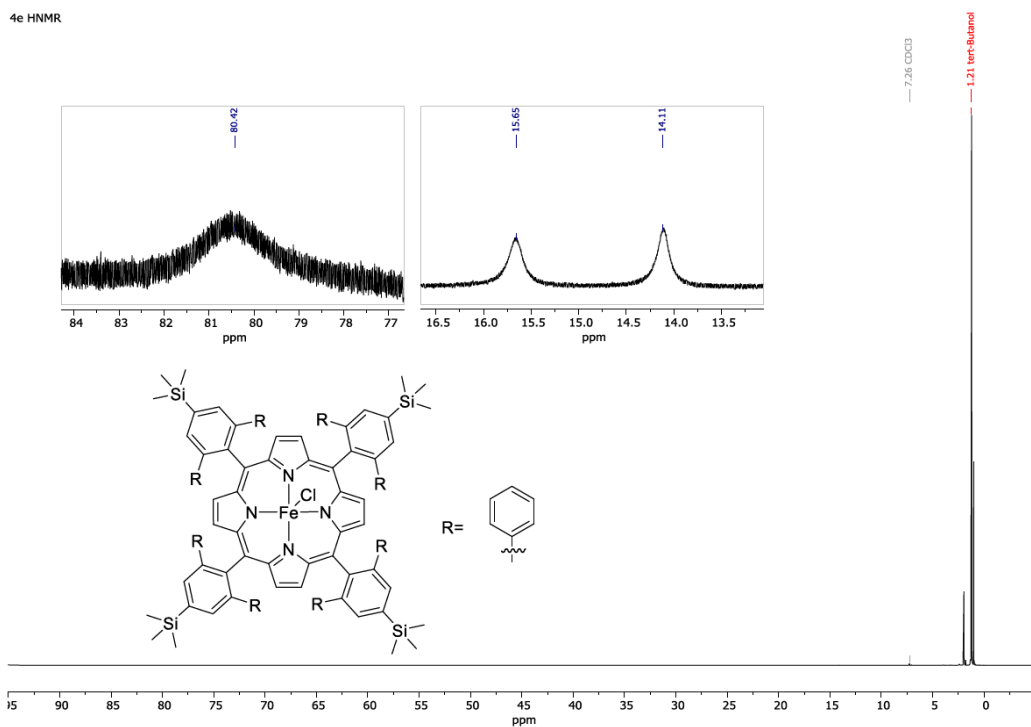 4e HNMR
7.26 CDCl3
1.21 tert-Butanol
80.42
15.65
14.11
84 83 82 81 80 79 78 77
ppm
16.5 16.0 15.5 15.0 14.5 14.0 13.5
ppm
Si
Si
R
R
R
R
N
Cl
N
Fe
N
N
R
R
R
R
Si
Si
R=
95 90 85 80 75 70 65 60 55 50 45 40 35 30 25 20 15 10 5 0
ppm